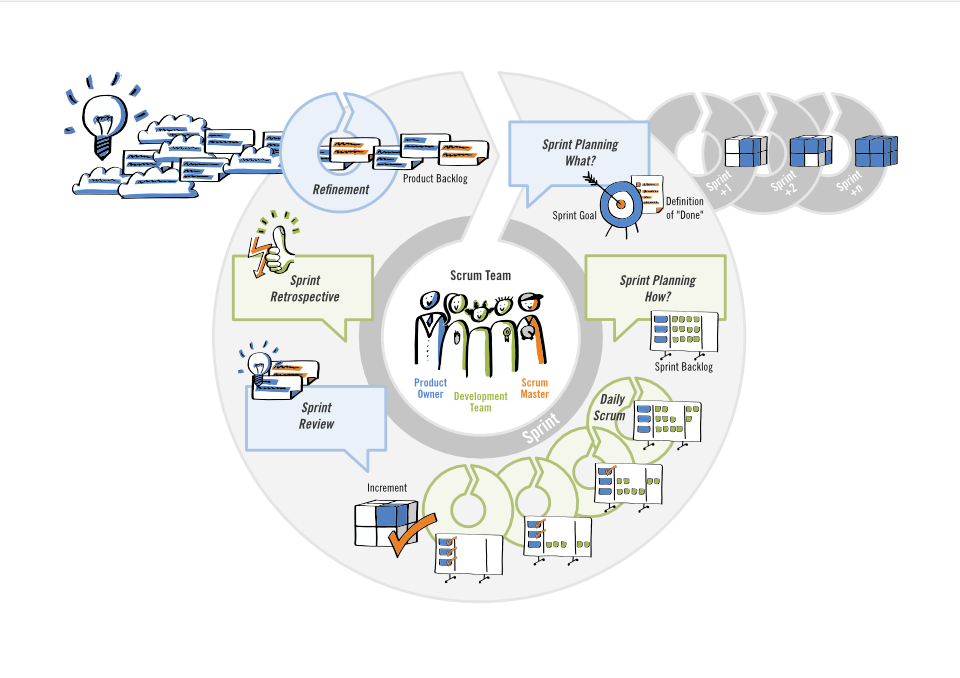 Refinement
Product Backlog
Sprint Planning
What?
Sprint Goal
Definition
of "Done"
Sprint
+1
Sprint
+2
Sprint
+n
Sprint
Retrospective
Scrum Team
Product
Owner
Development
Team
Scrum
Master
Sprint
Sprint Planning
How?
Sprint Backlog
Daily
Scrum
Sprint
Review
Increment